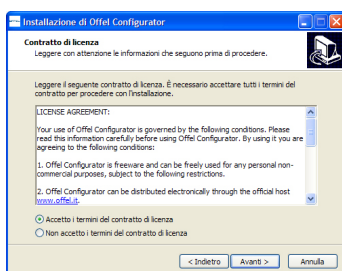 Installazione di Offel Configurator
Contratto di licenza
Leggere con attenzione le informazioni che seguono prima di procedere.
Leggere il seguente contratto di licenza. È necessario accettare tutti i termini del
contratto per procedere con l'installazione.
LICENSE AGREEMENT:
Your use of Offel Configurator is governed by the following conditions. Please
read this information carefully before using Offel Configurator. By using it you are
agreeing to the following conditions:
1. Offel Configurator is freeware and can be freely used for any personal non-
commercial purposes, subject to the following restrictions.
2. Offel Configurator can be distributed electronically through the official host
www.offel.it.
Accetto i termini del contratto di licenza
Non accetto i termini del contratto di licenza
< Indietro Avanti > Annulla